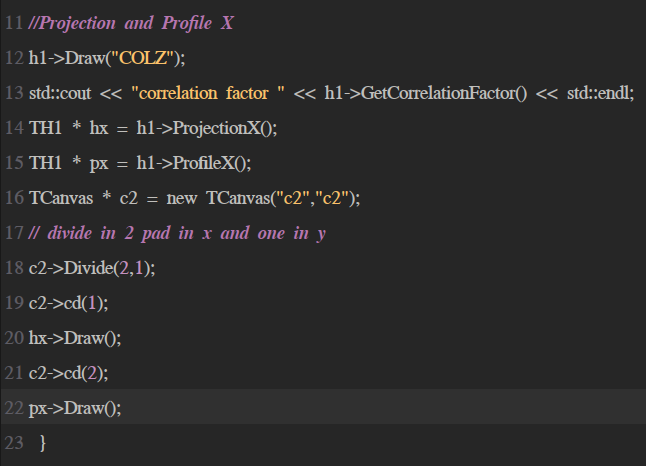 11 //Projection and Profile X
12 h1->Draw("COLZ");
13 std::cout << "correlation factor " << h1->GetCorrelationFactor() << std::endl;
14 TH1 * hx = h1->ProjectionX();
15 TH1 * px = h1->ProfileX();
16 TCanvas * c2 = new TCanvas("c2","c2");
17 // divide in 2 pad in x and one in y
18 c2->Divide(2,1);
19 c2->cd(1);
20 hx->Draw();
21 c2->cd(2);
22 px->Draw();
23 }